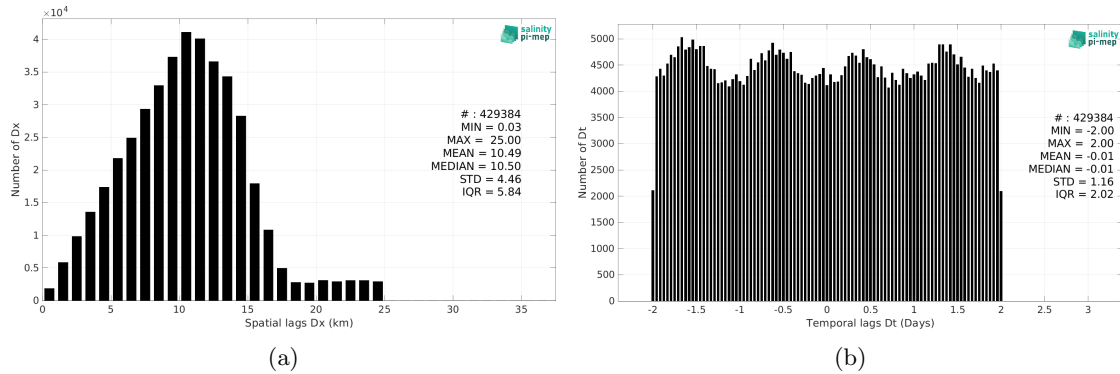 ×10⁴
4
3.5
3
2.5
2
1.5
1
0.5
0
Number of Dx
0 5 10 15 20 25 30 35
Spatial lags Dx (km)
salinity
pi-mep
# : 429384
MIN = 0.03
MAX = 25.00
MEAN = 10.49
MEDIAN = 10.50
STD = 4.46
IQR = 5.84
(a)
5000
4500
4000
3500
3000
2500
2000
1500
1000
500
0
Number of Dt
-2 -1.5 -1 -0.5 0 0.5 1 1.5 2 2.5 3
Temporal lags Dt (Days)
salinity
pi-mep
# : 429384
MIN = -2.00
MAX = 2.00
MEAN = -0.01
MEDIAN = -0.01
STD = 1.16
IQR = 2.02
(b)